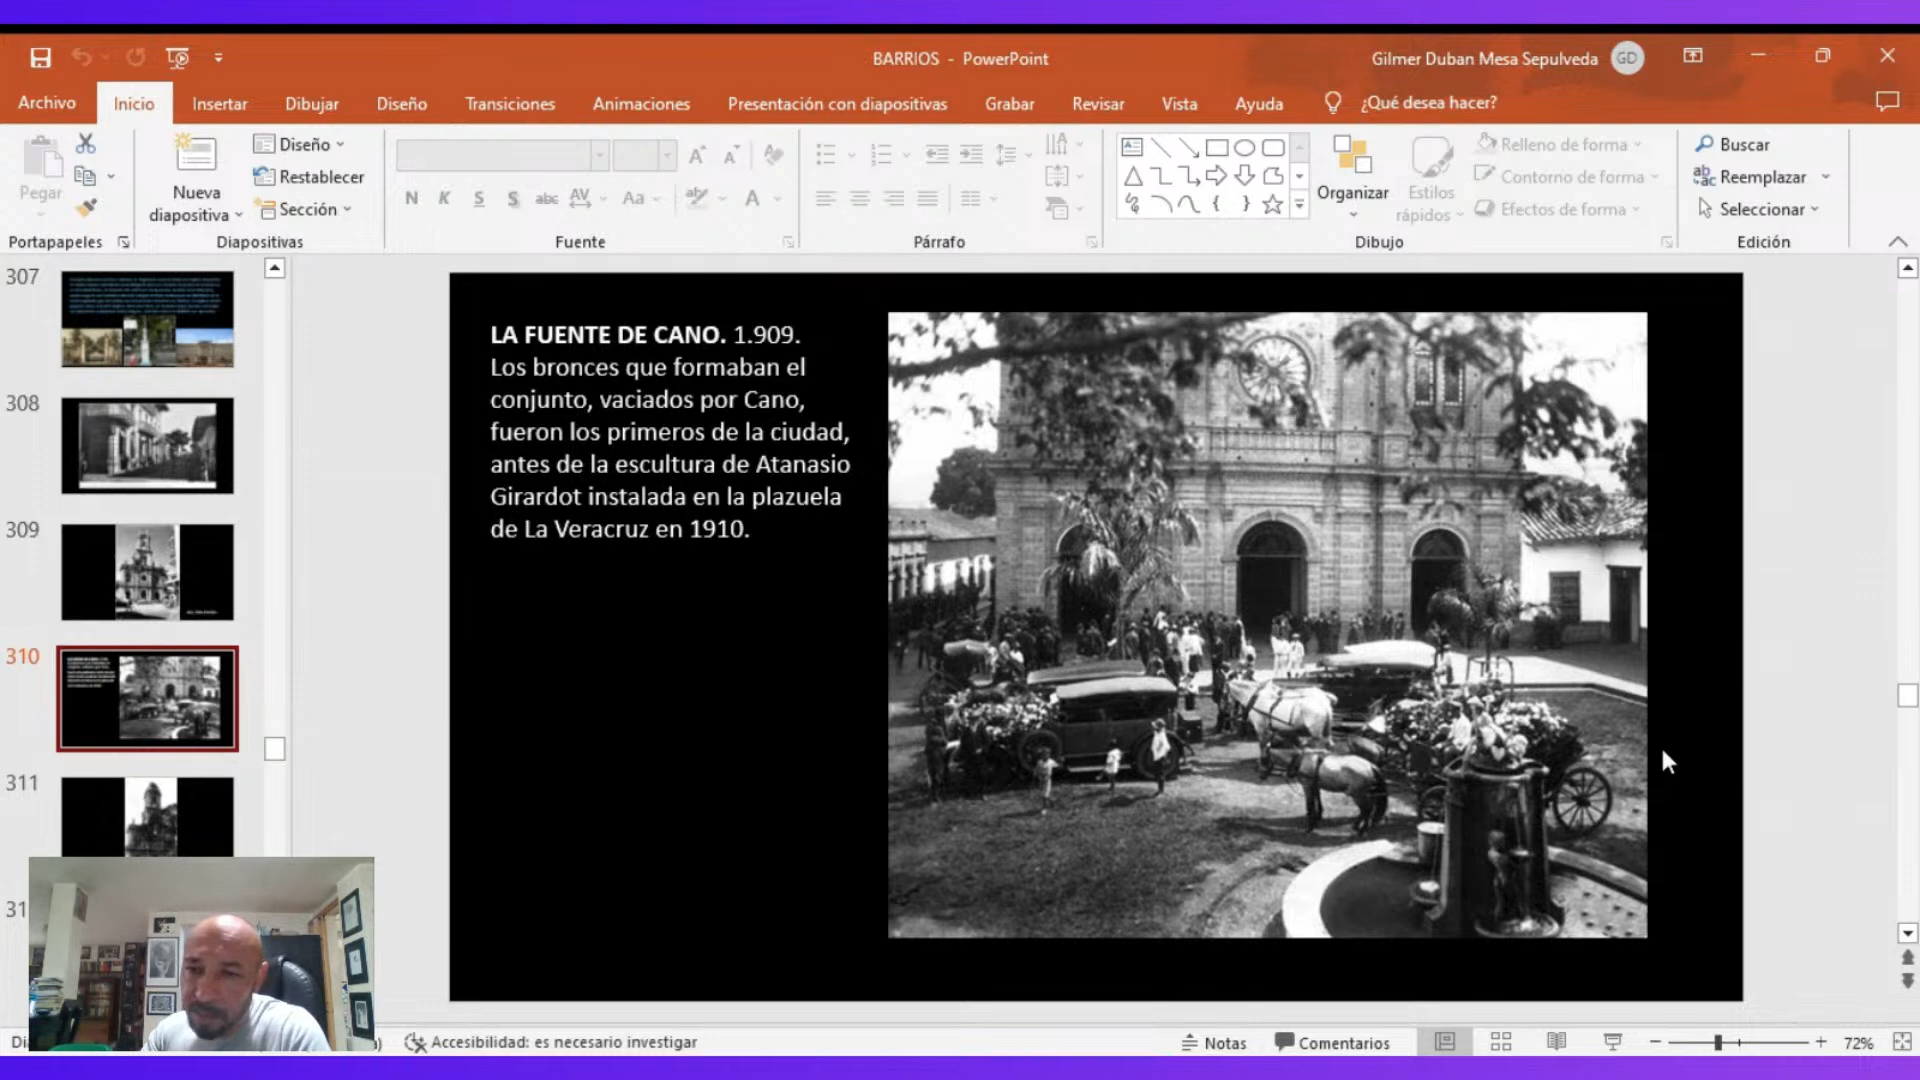 BARRIOS - PowerPoint
Gilmer Duban Mesa Sepulveda GD
Archivo Inicio Insertar Dibujar Diseño Transiciones Animaciones Presentación con diapositivas Grabar Revisar Vista Ayuda ¿Qué desea hacer?
Pegar
Nueva diapositiva
Diseño
Restablecer
Sección
N K S S abc AV Aa A
Organizar
Estilos rápidos
Relleno de forma
Contorno de forma
Efectos de forma
Buscar
Reemplazar
Seleccionar
Portapapeles Diapositivas Fuente Párrafo Dibujo Edición
307
308
309
310
311
LA FUENTE DE CANO. 1.909.
Los bronces que formaban el
conjunto, vaciados por Cano,
fueron los primeros de la ciudad,
antes de la escultura de Atanasio
Girardot instalada en la plazuela
de La Veracruz en 1910.
Accesibilidad: es necesario investigar
Notas Comentarios 72%